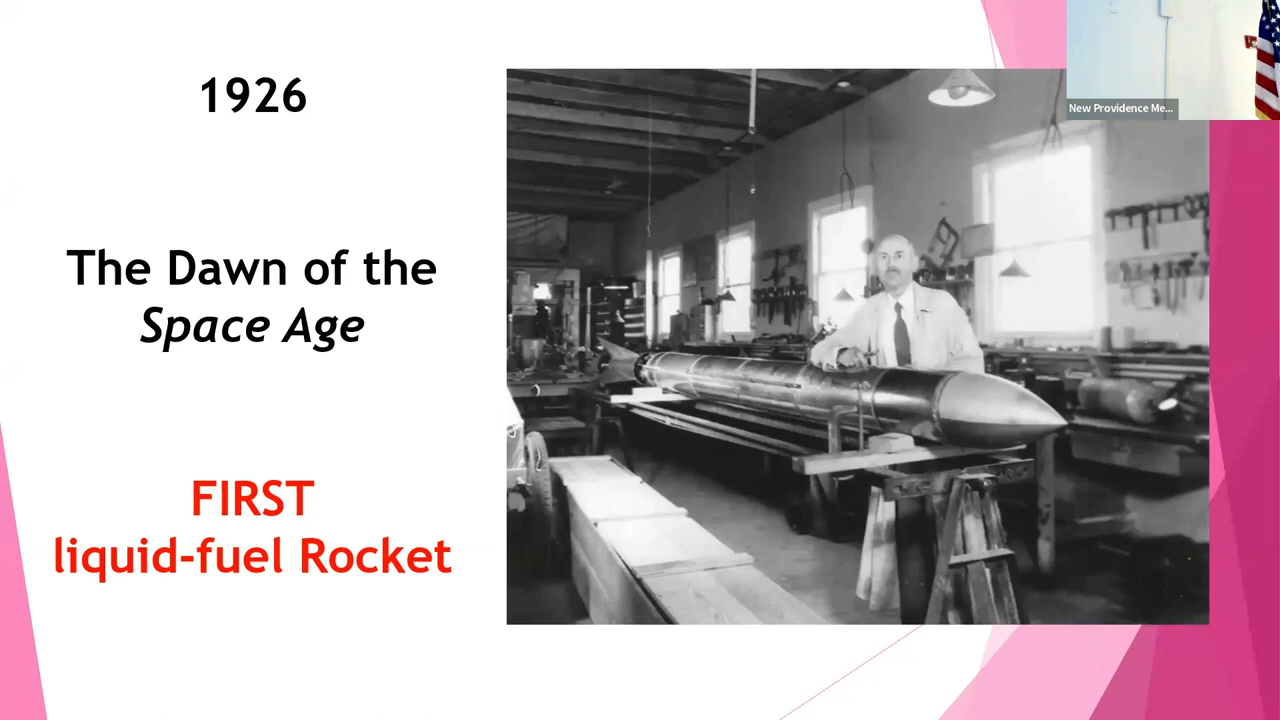 1926
The Dawn of the
Space Age
FIRST
liquid-fuel Rocket
New Providence Me...